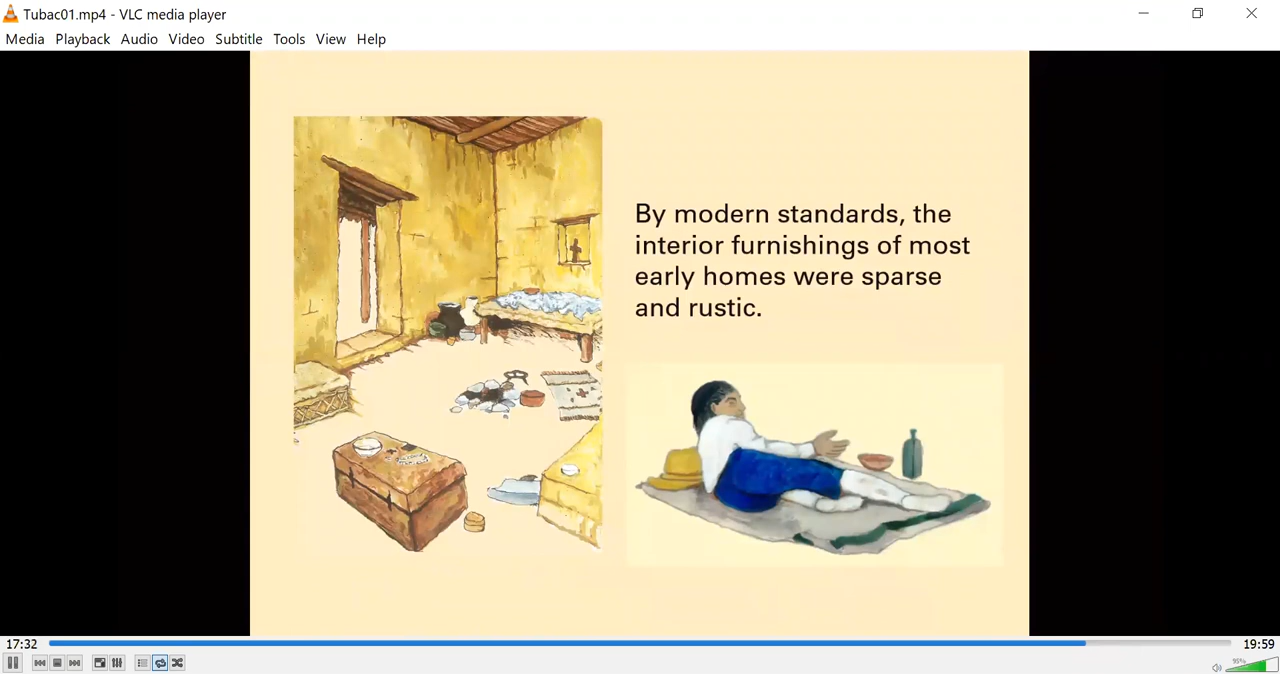 Tubac01.mp4 - VLC media player
Media Playback Audio Video Subtitle Tools View Help
By modern standards, the
interior furnishings of most
early homes were sparse
and rustic.
17:32
19:59
95%